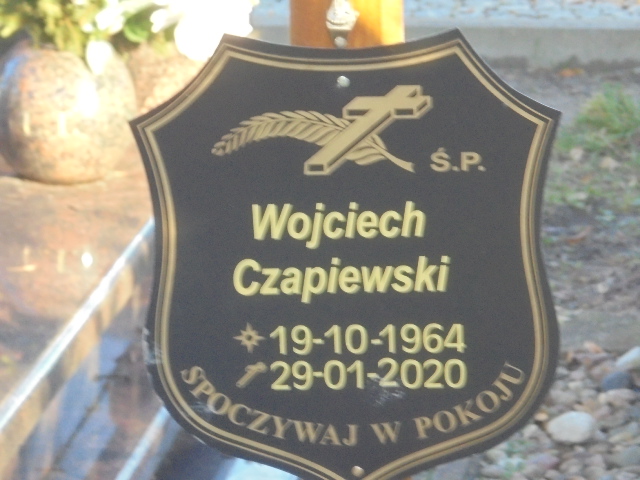 Ś.P.
Wojciech
Czapiewski
19-10-1964
29-01-2020
SPOCZYWAJ W POKOJU